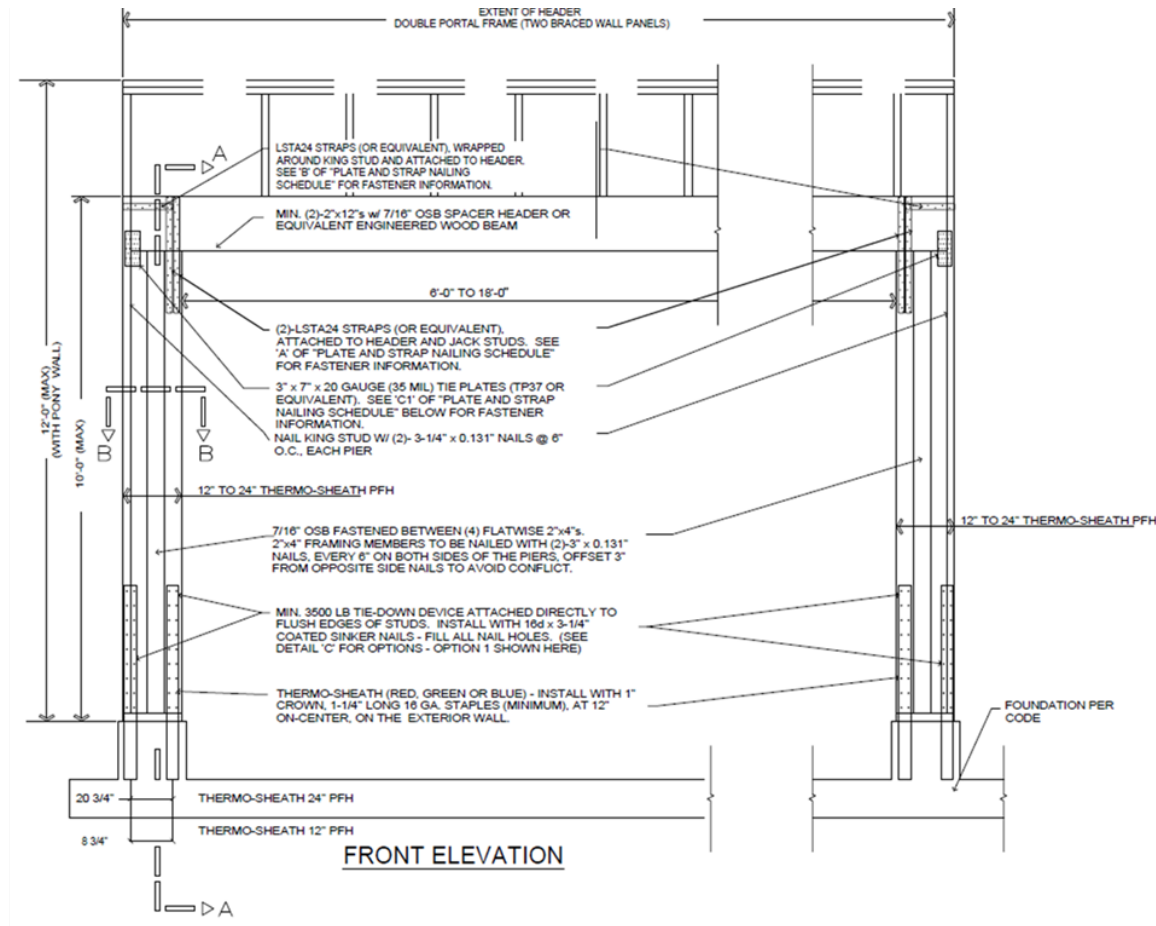 EXTENT OF HEADER
DOUBLE PORTAL FRAME (TWO BRACED WALL PANELS)
A
LSTA24 STRAPS (OR EQUIVALENT), WRAPPED
AROUND KING STUD AND ATTACHED TO HEADER.
SEE 'B' OF "PLATE AND STRAP NAILING
SCHEDULE" FOR FASTENER INFORMATION.
MIN. (2)-2"x12"s w/ 7/16" OSB SPACER HEADER OR
EQUIVALENT ENGINEERED WOOD BEAM
6'-0" TO 18'-0"
(2)-LSTA24 STRAPS (OR EQUIVALENT),
ATTACHED TO HEADER AND JACK STUDS. SEE
'A' OF "PLATE AND STRAP NAILING SCHEDULE"
FOR FASTENER INFORMATION.
12'-0" (MAX)
(WITH PONY WALL)
10'-0" (MAX)
3" x 7" x 20 GAUGE (35 MIL) TIE PLATES (TP37 OR
EQUIVALENT). SEE 'C1' OF "PLATE AND STRAP
NAILING SCHEDULE" BELOW FOR FASTENER
INFORMATION.
NAIL KING STUD W/ (2)- 3-1/4" x 0.131" NAILS @ 6"
O.C., EACH PIER
B
B
12" TO 24" THERMO-SHEATH PFH
12" TO 24" THERMO-SHEATH PFH
7/16" OSB FASTENED BETWEEN (4) FLATWISE 2"x4"s.
2"x4" FRAMING MEMBERS TO BE NAILED WITH (2)-3" x 0.131"
NAILS, EVERY 6" ON BOTH SIDES OF THE PIERS, OFFSET 3"
FROM OPPOSITE SIDE NAILS TO AVOID CONFLICT.
MIN. 3500 LB TIE-DOWN DEVICE ATTACHED DIRECTLY TO
FLUSH EDGES OF STUDS. INSTALL WITH 16d x 3-1/4"
COATED SINKER NAILS - FILL ALL NAIL HOLES. (SEE
DETAIL 'C' FOR OPTIONS - OPTION 1 SHOWN HERE)
THERMO-SHEATH (RED, GREEN OR BLUE) - INSTALL WITH 1"
CROWN, 1-1/4" LONG 16 GA. STAPLES (MINIMUM), AT 12"
ON-CENTER, ON THE EXTERIOR WALL.
FOUNDATION PER
CODE
20 3/4"
THERMO-SHEATH 24" PFH
8 3/4"
THERMO-SHEATH 12" PFH
FRONT ELEVATION
A